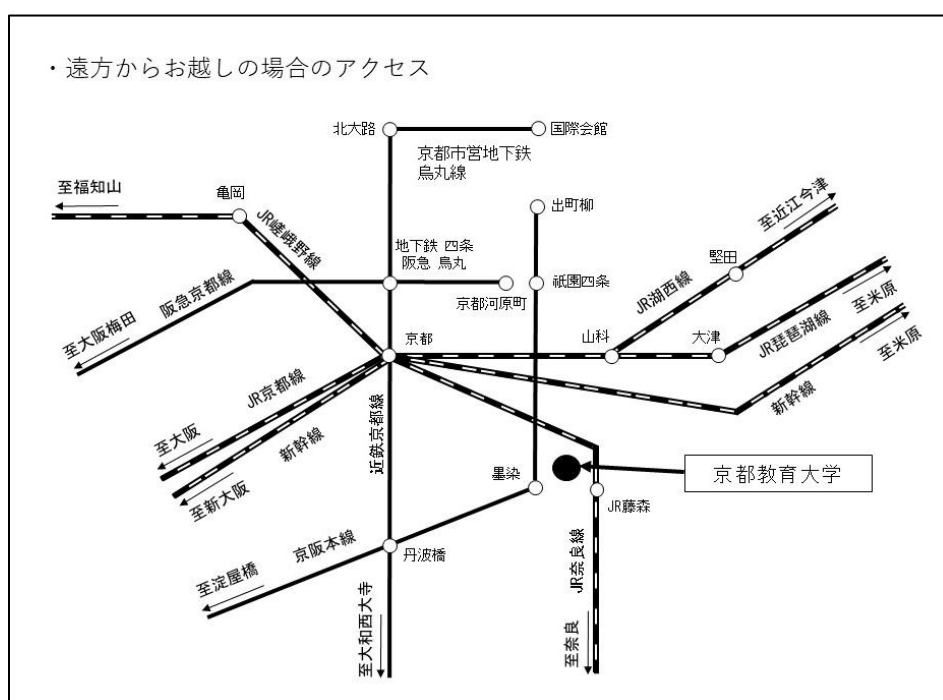 ・遠方からお越しの場合のアクセス
北大路
国際会館
京都市営地下鉄
烏丸線
至福知山
亀岡
JR嵯峨野線
出町柳
至近江今津
地下鉄 四条
阪急 烏丸
堅田
阪急京都線
京都河原町
祇園四条
JR湖西線
至大阪梅田
京都
山科
大津
JR琵琶湖線
至米原
至米原
新幹線
JR京都線
至大阪
新幹線
至新大阪
近鉄京都線
墨染
京都教育大学
JR藤森
京阪本線
丹波橋
至淀屋橋
JR奈良線
至大和西大寺
至奈良